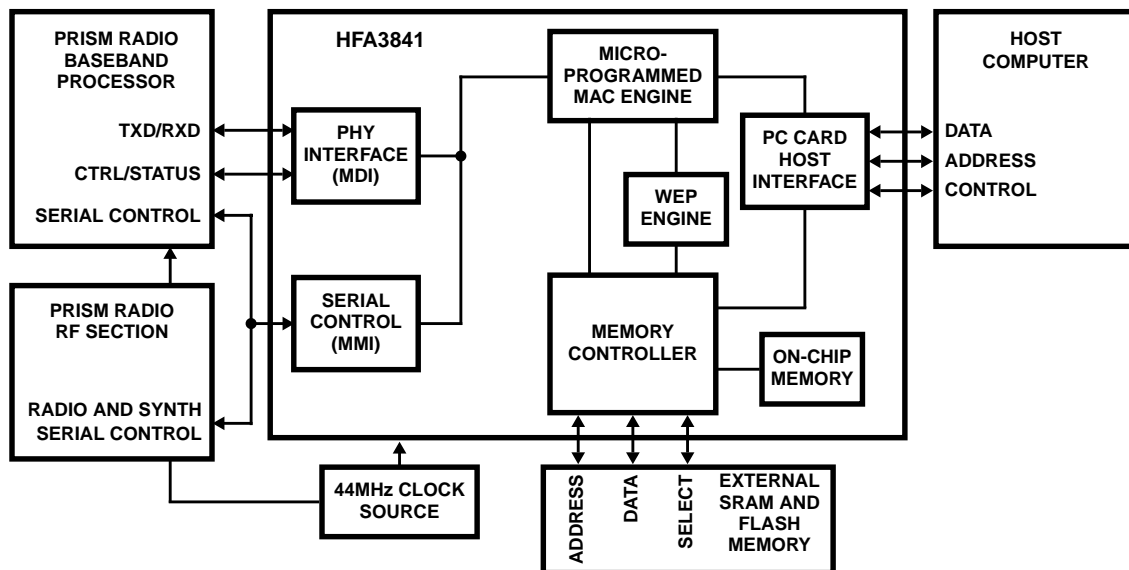 PRISM RADIO
BASEBAND
PROCESSOR
TXD/RXD
CTRL/STATUS
SERIAL CONTROL
PRISM RADIO
RF SECTION
RADIO AND SYNTH
SERIAL CONTROL
HFA3841
PHY
INTERFACE
(MDI)
SERIAL
CONTROL
(MMI)
MICRO-
PROGRAMMED
MAC ENGINE
WEP
ENGINE
PC CARD
HOST
INTERFACE
MEMORY
CONTROLLER
ON-CHIP
MEMORY
HOST
COMPUTER
DATA
ADDRESS
CONTROL
44MHz CLOCK
SOURCE
ADDRESS
DATA
SELECT
EXTERNAL
SRAM AND
FLASH
MEMORY